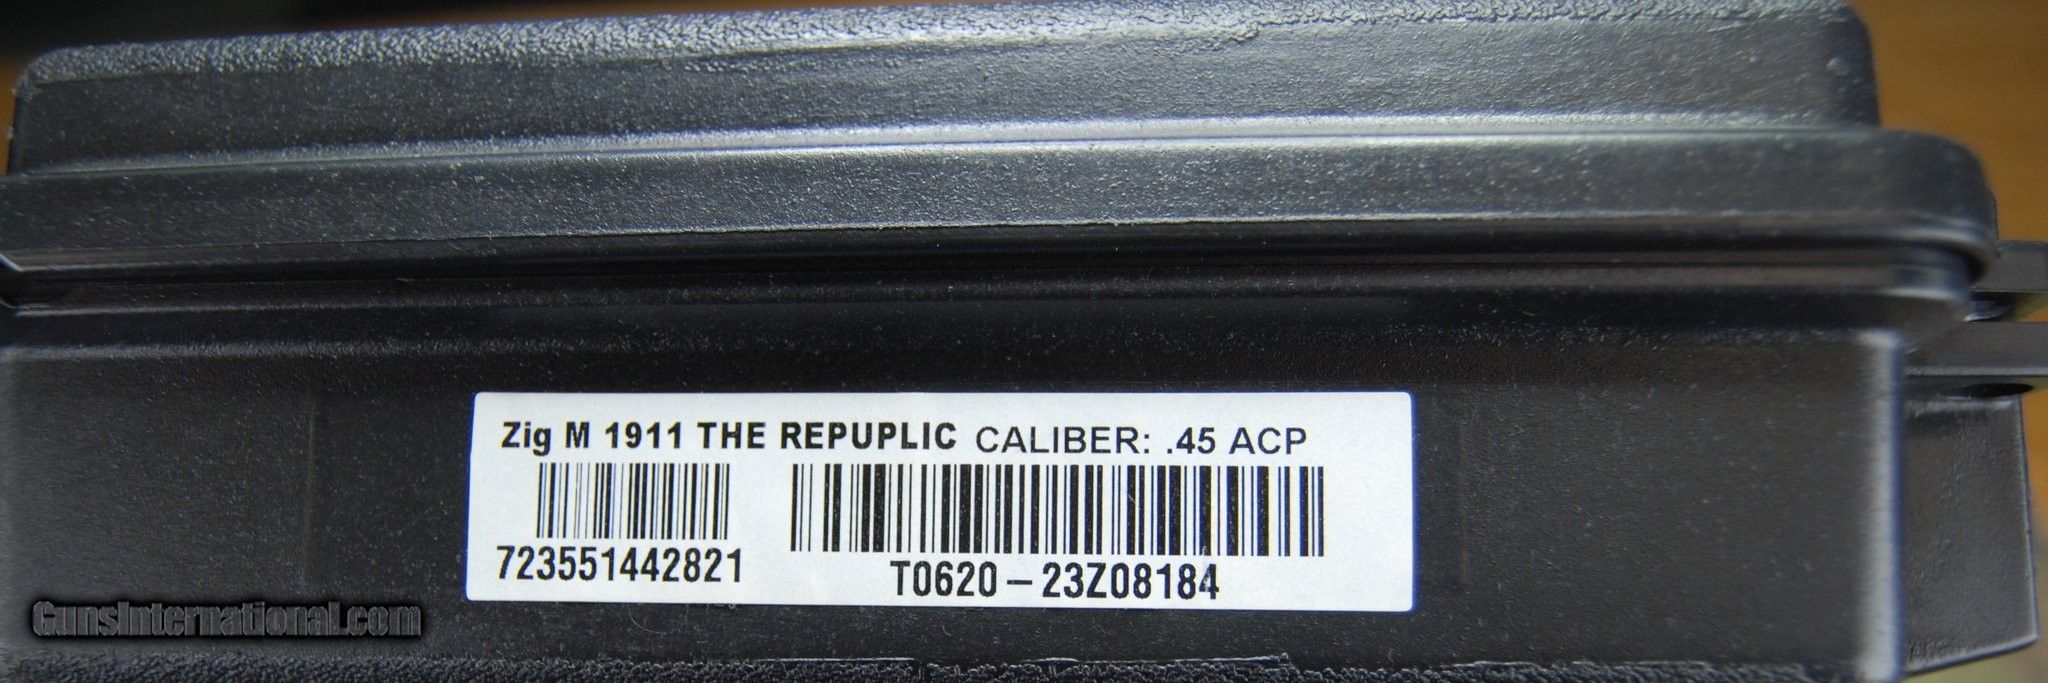 Zig M 1911 THE REPUPLIC CALIBER: .45 ACP
723551442821
T0620-23Z08184
GunsInternational.com